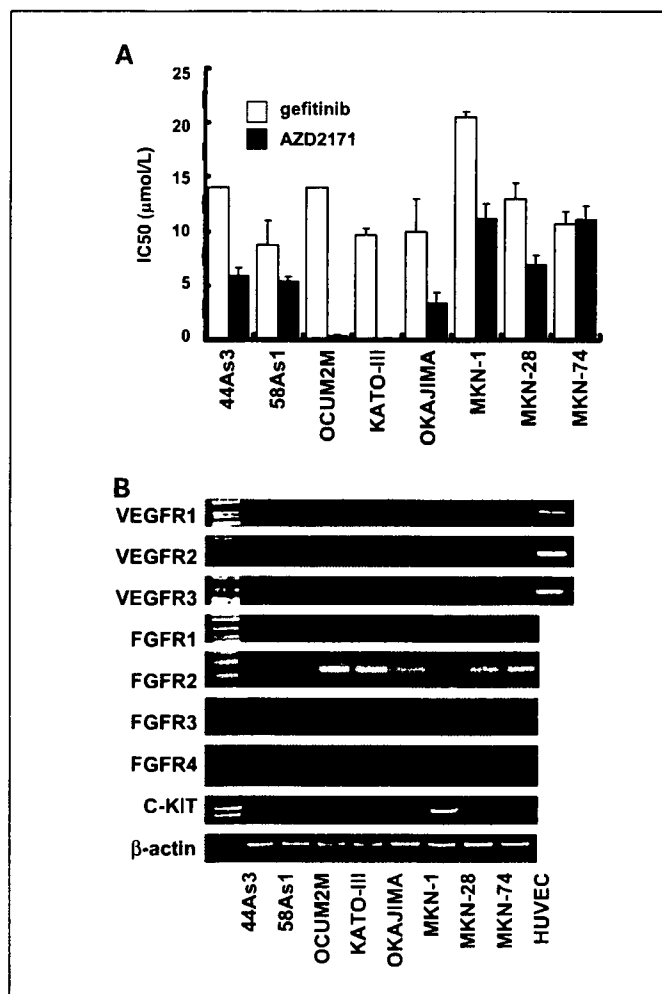 A
25
20
15
10
5
0
IC50 (μmol/L)
gefitinib
AZD2171
44As3
58As1
OCUM2M
KATO-III
OKAJIMA
MKN-1
MKN-28
MKN-74
B
VEGFR1
VEGFR2
VEGFR3
FGFR1
FGFR2
FGFR3
FGFR4
C-KIT
β-actin
44As3
58As1
OCUM2M
KATO-III
OKAJIMA
MKN-1
MKN-28
MKN-74
HUVEC